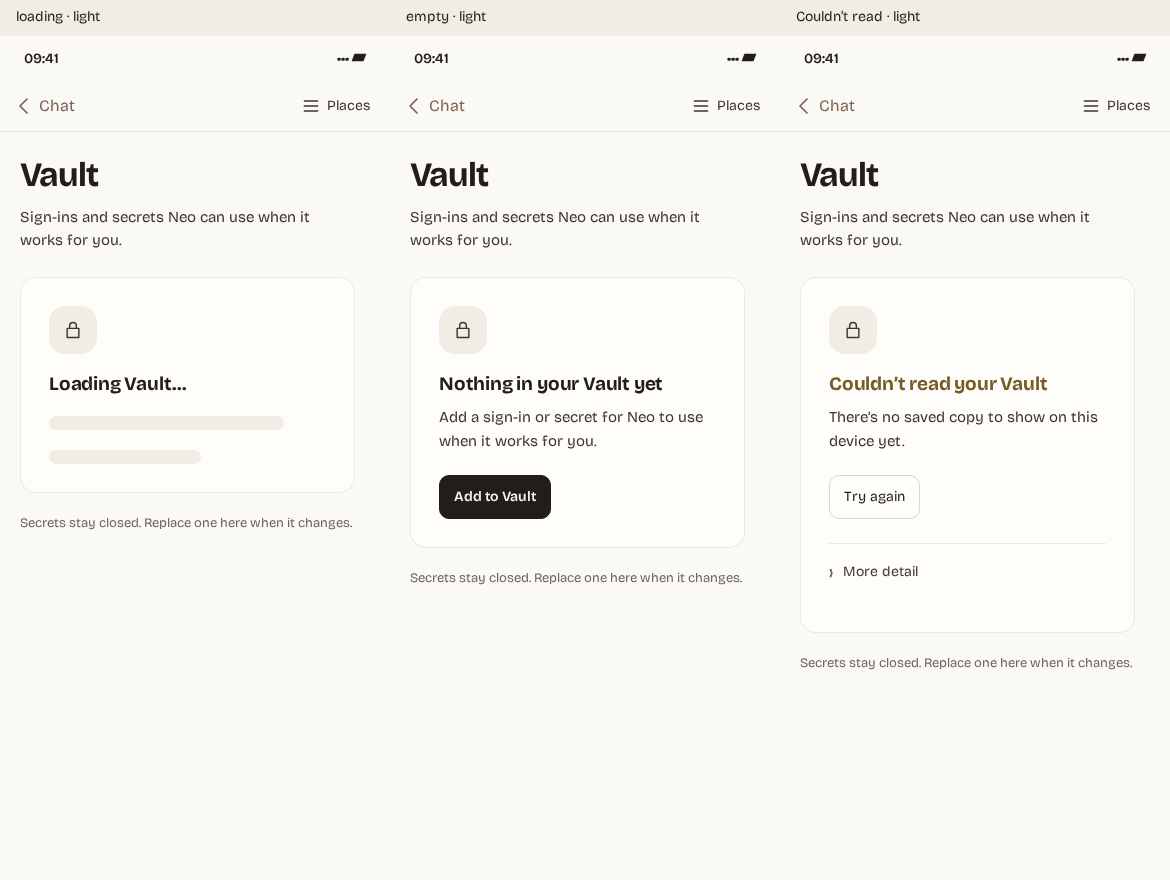 loading · light
09:41
Chat
Places
Vault
Sign-ins and secrets Neo can use when it
works for you.
Loading Vault…
Secrets stay closed. Replace one here when it changes.
empty · light
09:41
Chat
Places
Vault
Sign-ins and secrets Neo can use when it
works for you.
Nothing in your Vault yet
Add a sign-in or secret for Neo to use
when it works for you.
Add to Vault
Secrets stay closed. Replace one here when it changes.
Couldn’t read · light
09:41
Chat
Places
Vault
Sign-ins and secrets Neo can use when it
works for you.
Couldn’t read your Vault
There’s no saved copy to show on this
device yet.
Try again
More detail
Secrets stay closed. Replace one here when it changes.